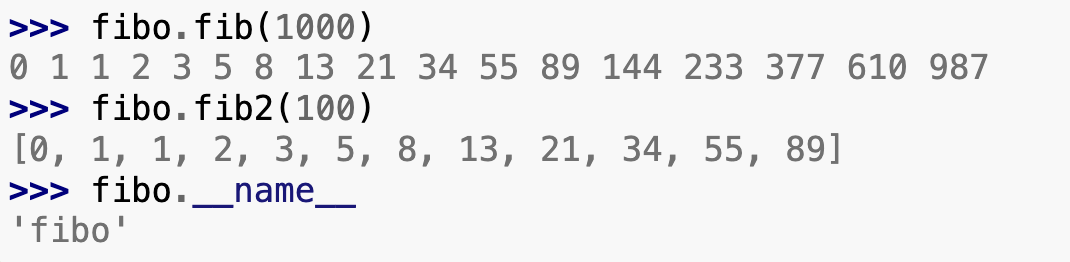 >>> fibo.fib(1000)
0 1 1 2 3 5 8 13 21 34 55 89 144 233 377 610 987
>>> fibo.fib2(100)
[0, 1, 1, 2, 3, 5, 8, 13, 21, 34, 55, 89]
>>> fibo.__name__
'fibo'